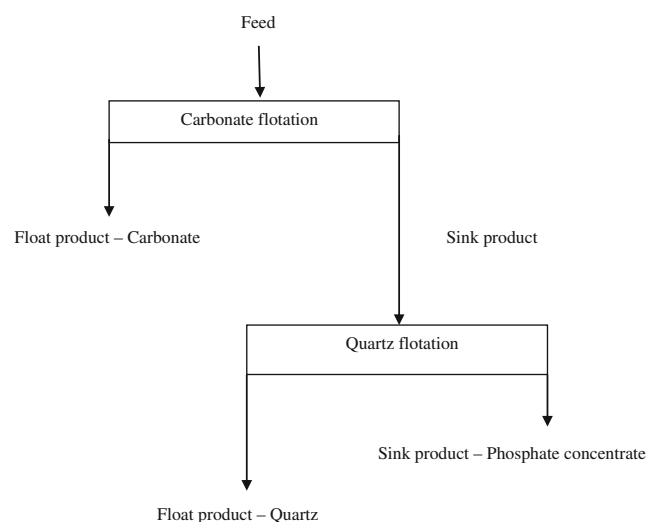 Feed
Carbonate flotation
Float product – Carbonate
Sink product
Quartz flotation
Sink product – Phosphate concentrate
Float product – Quartz